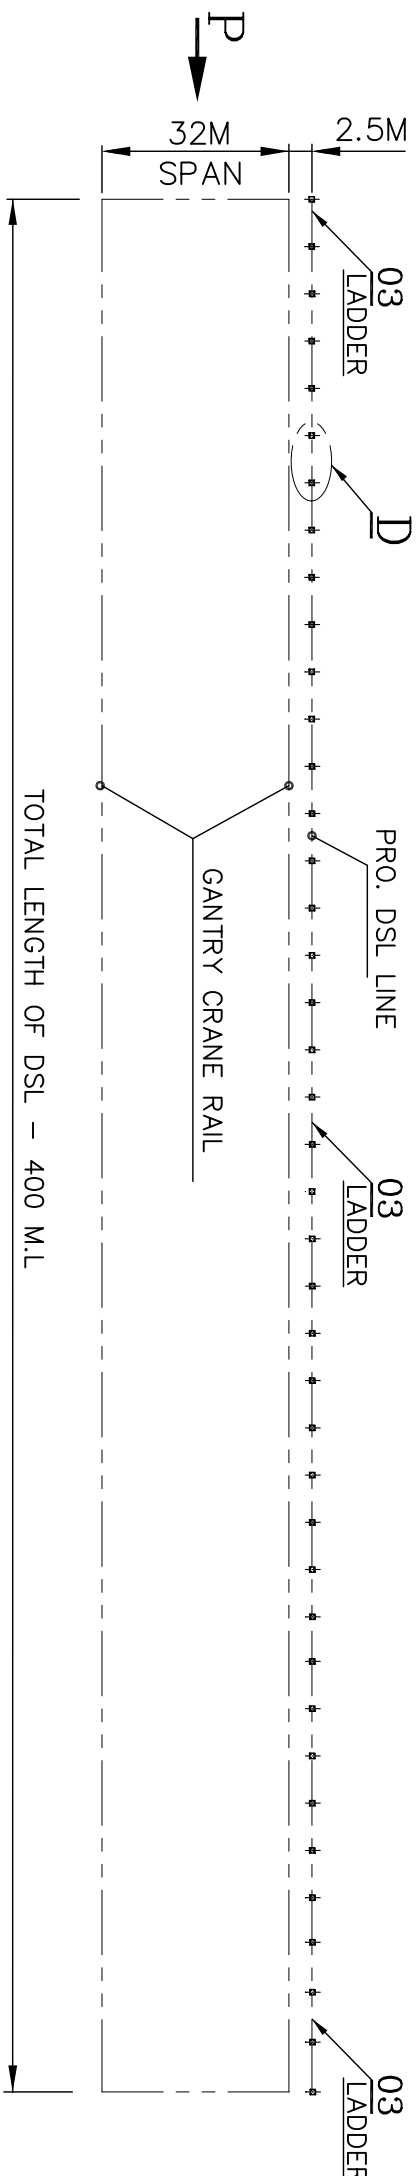 P
32M
SPAN
2.5M
03
LADDER
D
PRO. DSL LINE
GANTRY CRANE RAIL
TOTAL LENGTH OF DSL - 400 M.L
03
LADDER
03
LADDER